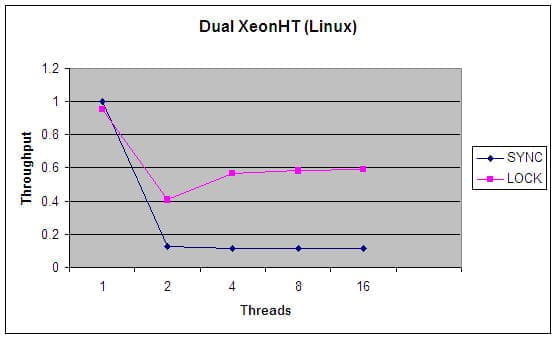 Dual XeonHT (Linux)
1.2
1
0.8
0.6
0.4
0.2
0
Throughput
1 2 4 8 16
Threads
SYNC
LOCK